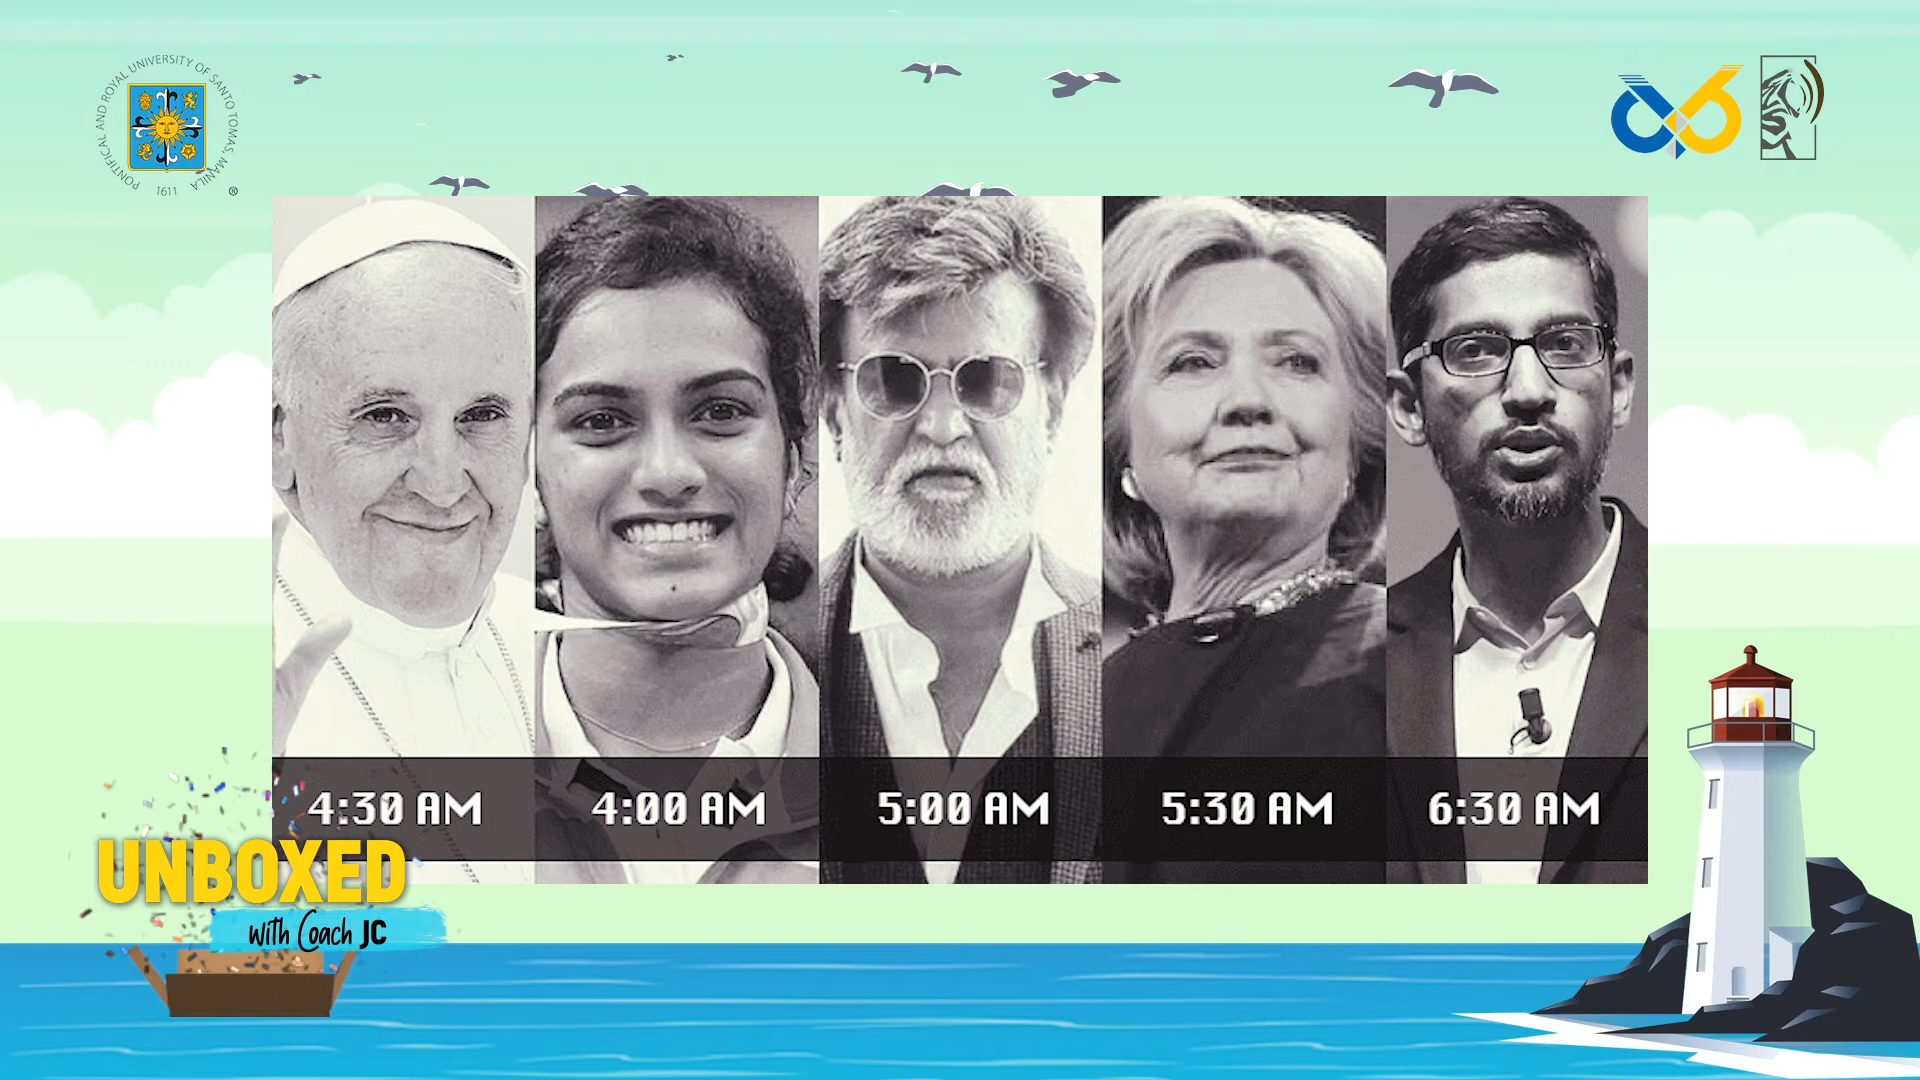 PONTIFICAL AND ROYAL UNIVERSITY OF SANTO TOMAS, MANILA
1611
®
4:30 AM
4:00 AM
5:00 AM
5:30 AM
6:30 AM
UNBOXED
with Coach JC